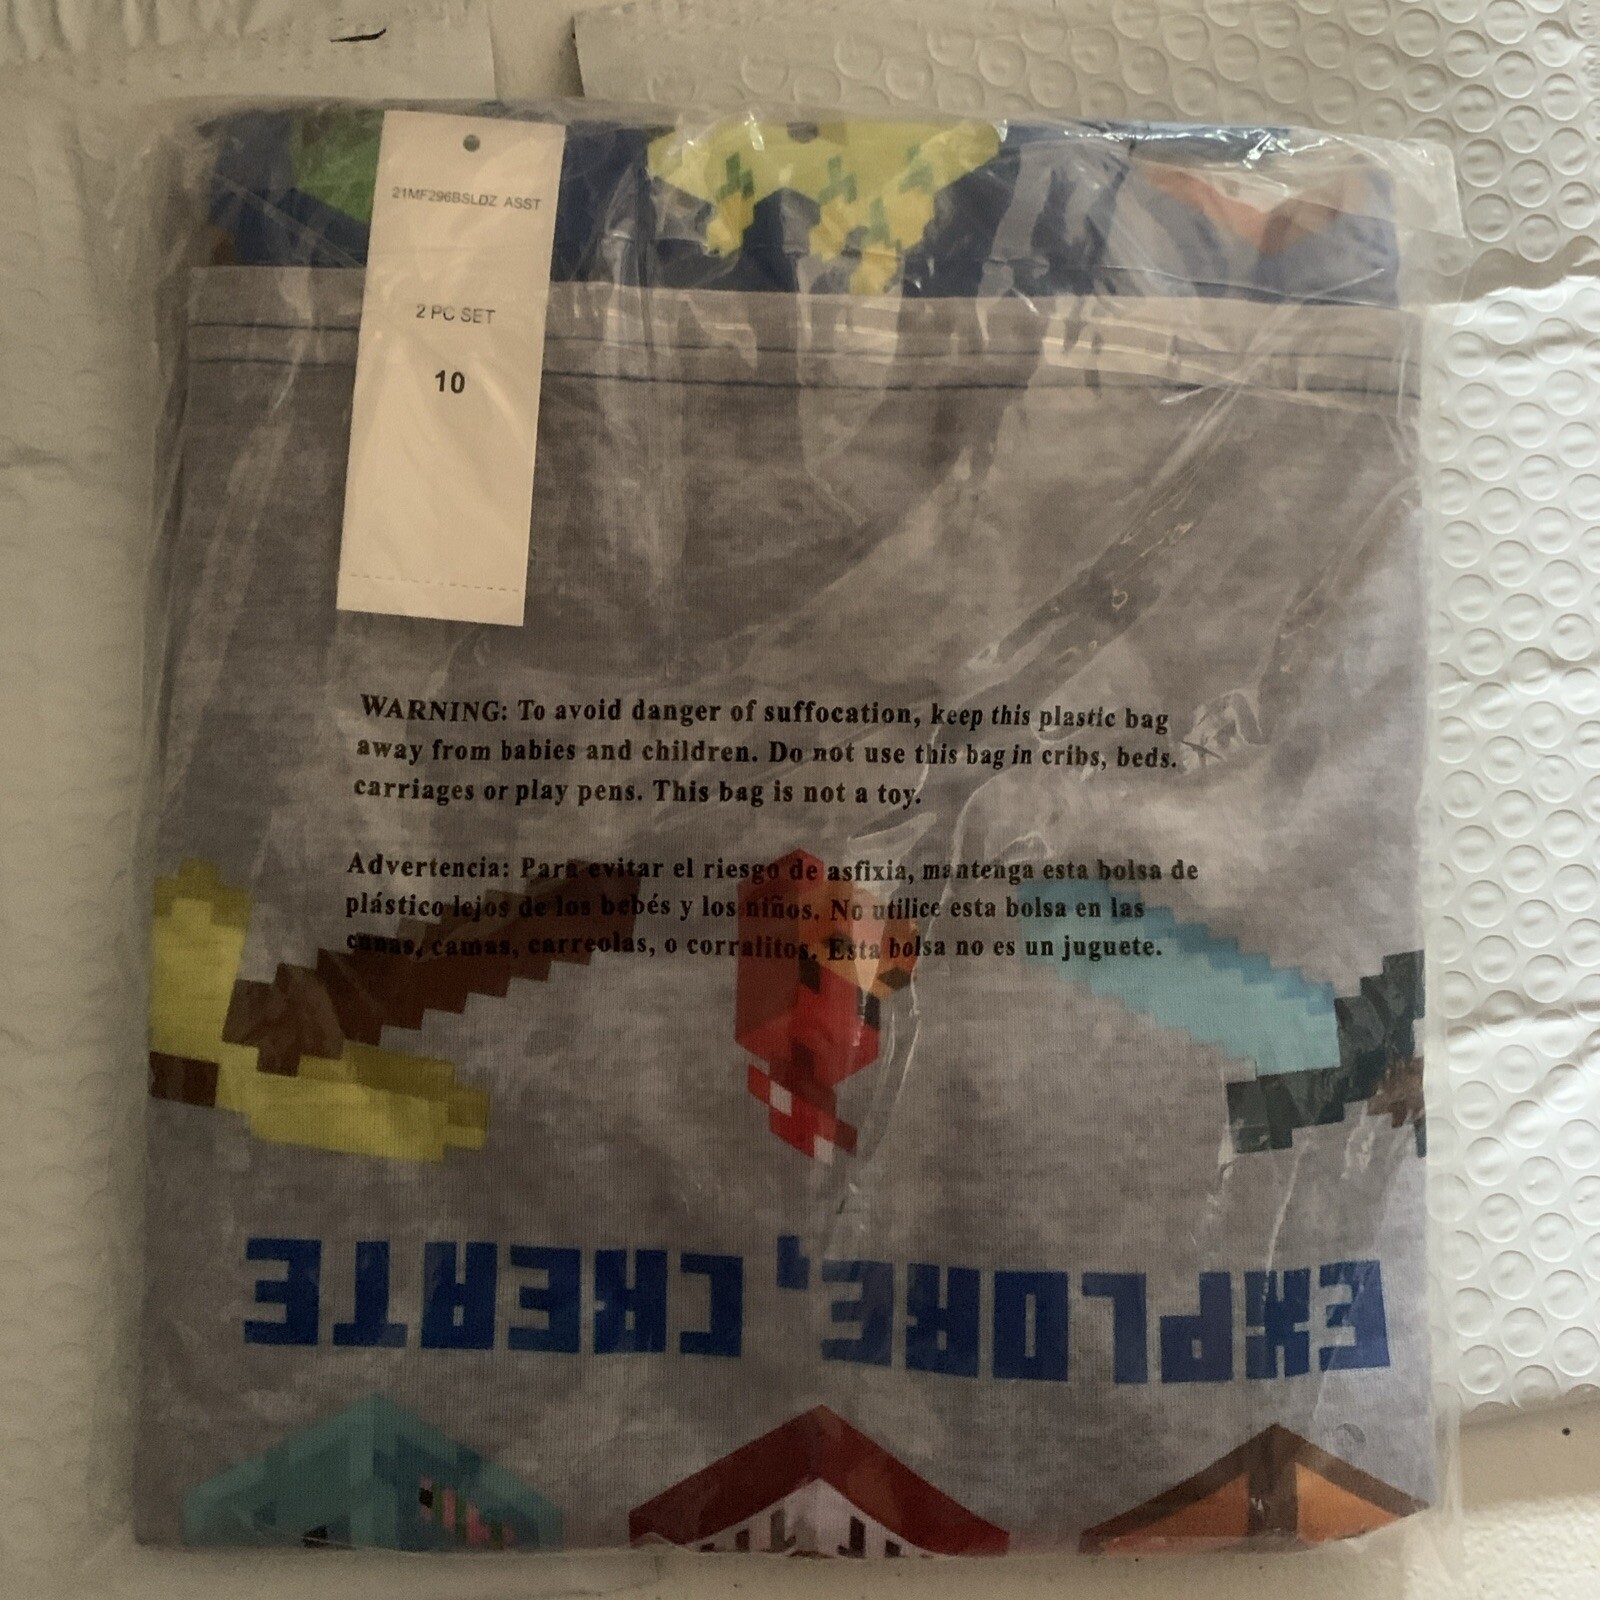 21MF296BSLDZ ASST
2 PC SET
10
WARNING: To avoid danger of suffocation, keep this plastic bag
away from babies and children. Do not use this bag in cribs, beds.
carriages or play pens. This bag is not a toy.
Advertencia: Para evitar el riesgo de asfixia, mantenga esta bolsa de
plástico lejos de los bebés y los niños. No utilice esta bolsa en las
cunas, camas, carreolas, o corralitos. Esta bolsa no es un juguete.
EXPLORE, CREATE